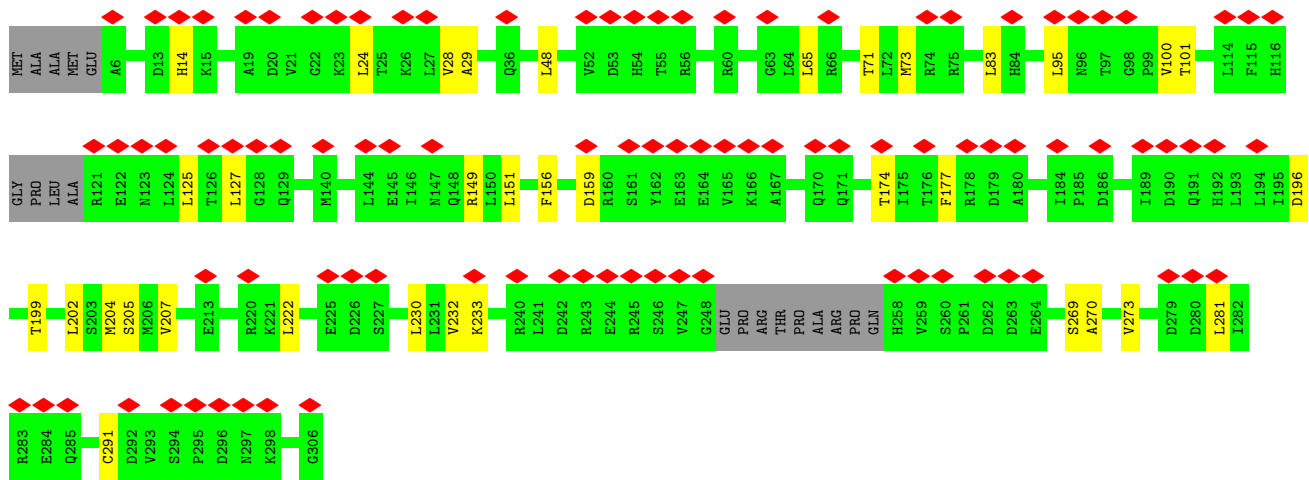 MET ALA ALA MET GLU A6 D13 H14 K15 A19 D20 V21 G22 K23 L24 T25 K26 L27 V28 A29 Q36 L48 V52 D53 H54 T55 R56 R60 G63 L64 L65 R66 T71 L72 M73 R74 R75 L83 H84 L95 N96 T97 G98 P99 V100 T101 L114 F115 H116
GLY PRO LEU ALA R121 E122 N123 L124 L125 T126 L127 G128 Q129 M140 L144 E145 I146 N147 Q148 R149 L150 L151 F156 D159 R160 S161 Y162 E163 E164 V165 K166 A167 Q170 Q171 T174 I175 T176 F177 R178 D179 A180 I184 P185 D186 I189 D190 Q191 H192 L193 L194 I195 D196
T199 L202 S203 M204 S205 M206 V207 E213 R220 K221 L222 E225 D226 S227 L230 L231 V232 K233 R240 L241 D242 R243 E244 R245 S246 V247 G248 GLU PRO ARG THR PRO ALA ARG PRO GLN H258 V259 S260 P261 D262 D263 E264 S269 A270 V273 D279 D280 L281 I282
R283 E284 Q285 C291 D292 V293 S294 P295 D296 N297 K298 G306